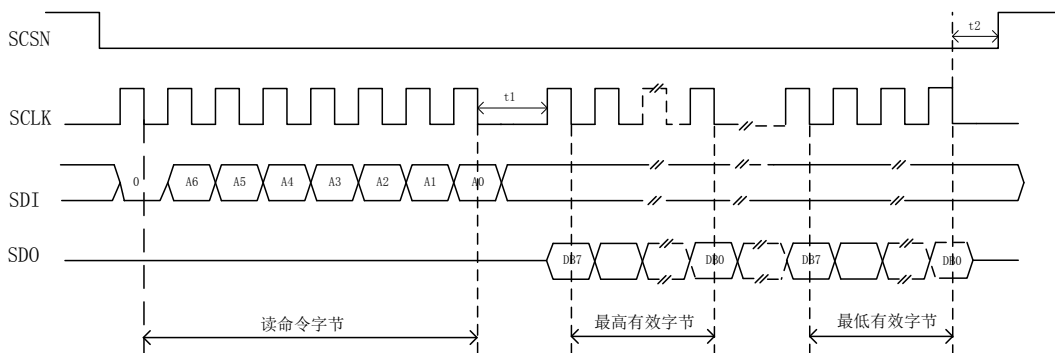 SCSN
t2
SCLK
t1
SDI
0 A6 A5 A4 A3 A2 A1 A0
SDO
DB7 DB0 DB7 DB0
读命令字节 最高有效字节 最低有效字节